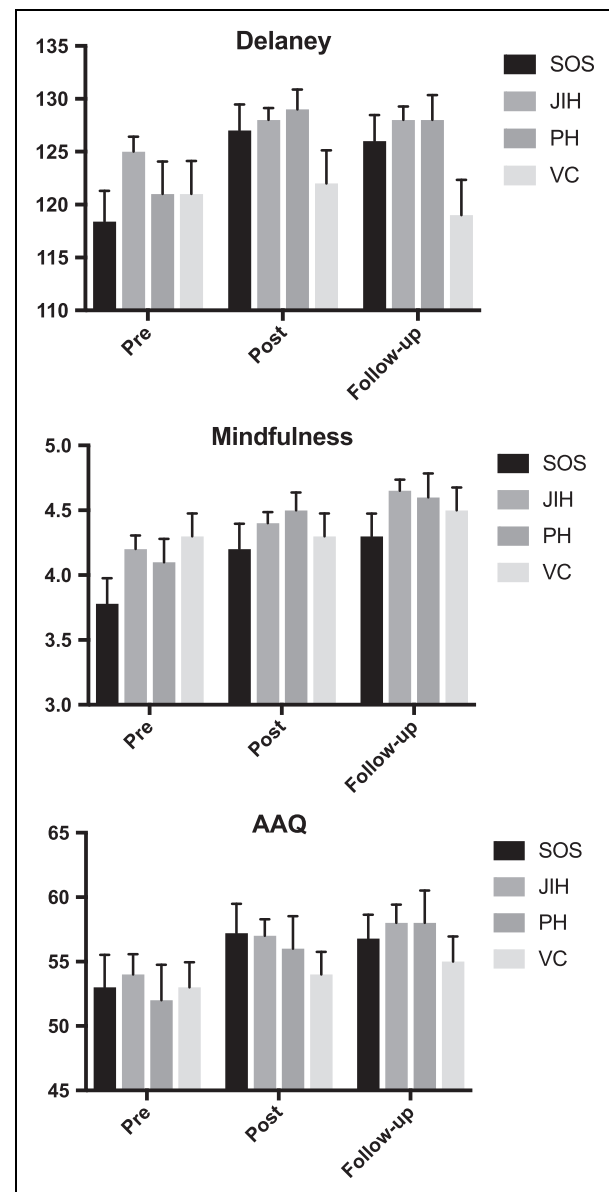 Delaney
135
130
125
120
115
110
Pre
Post
Follow-up
SOS
JIH
PH
VC
Mindfulness
5.0
4.5
4.0
3.5
3.0
Pre
Post
Follow-up
SOS
JIH
PH
VC
AAQ
65
60
55
50
45
Pre
Post
Follow-up
SOS
JIH
PH
VC